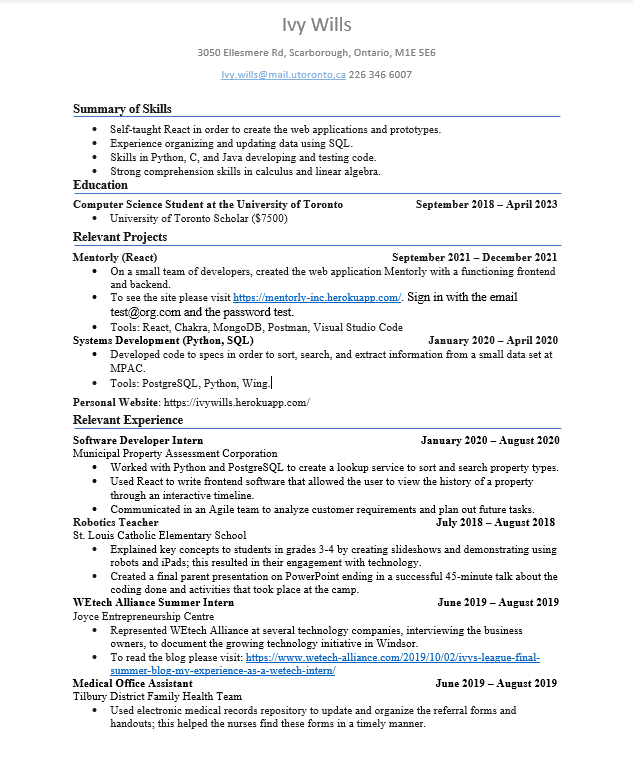 Ivy Wills
3050 Ellesmere Rd, Scarborough, Ontario, M1E 5E6
Ivy.wills@mail.utoronto,ca 226 346 6007
Summary of Skills
• Self-taught React in order to create the web applications and prototypes.
• Experience organizing and updating data using SQL.
• Skills in Python, C, and Java developing and testing code.
• Strong comprehension skills in calculus and linear algebra.
Education
Computer Science Student at the University of Toronto September 2018 – April 2023
• University of Toronto Scholar ($7500)
Relevant Projects
Mentorly (React) September 2021 – December 2021
• On a small team of developers, created the web application Mentorly with a functioning frontend
and backend.
• To see the site please visit https://mentorly-inc.herokuapp.com/. Sign in with the email
test@org.com and the password test.
• Tools: React, Chakra, MongoDB, Postman, Visual Studio Code
Systems Development (Python, SQL) January 2020 – April 2020
• Developed code to specs in order to sort, search, and extract information from a small data set at
MPAC.
• Tools: PostgreSQL, Python, Wing.
Personal Website: https://ivywills.herokuapp.com/
Relevant Experience
Software Developer Intern January 2020 – August 2020
Municipal Property Assessment Corporation
• Worked with Python and PostgreSQL to create a lookup service to sort and search property types.
• Used React to write frontend software that allowed the user to view the history of a property
through an interactive timeline.
• Communicated in an Agile team to analyze customer requirements and plan out future tasks.
Robotics Teacher July 2018 – August 2018
St. Louis Catholic Elementary School
• Explained key concepts to students in grades 3-4 by creating slideshows and demonstrating using
robots and iPads; this resulted in their engagement with technology.
• Created a final parent presentation on PowerPoint ending in a successful 45-minute talk about the
coding done and activities that took place at the camp.
WEtech Alliance Summer Intern June 2019 – August 2019
Joyce Entrepreneurship Centre
• Represented WEtech Alliance at several technology companies, interviewing the business
owners, to document the growing technology initiative in Windsor.
• To read the blog please visit: https://www.wetech-alliance.com/2019/10/02/ivys-league-final-
summer-blog-my-experience-as-a-wetech-intern/
Medical Office Assistant June 2019 – August 2019
Tilbury District Family Health Team
• Used electronic medical records repository to update and organize the referral forms and
handouts; this helped the nurses find these forms in a timely manner.